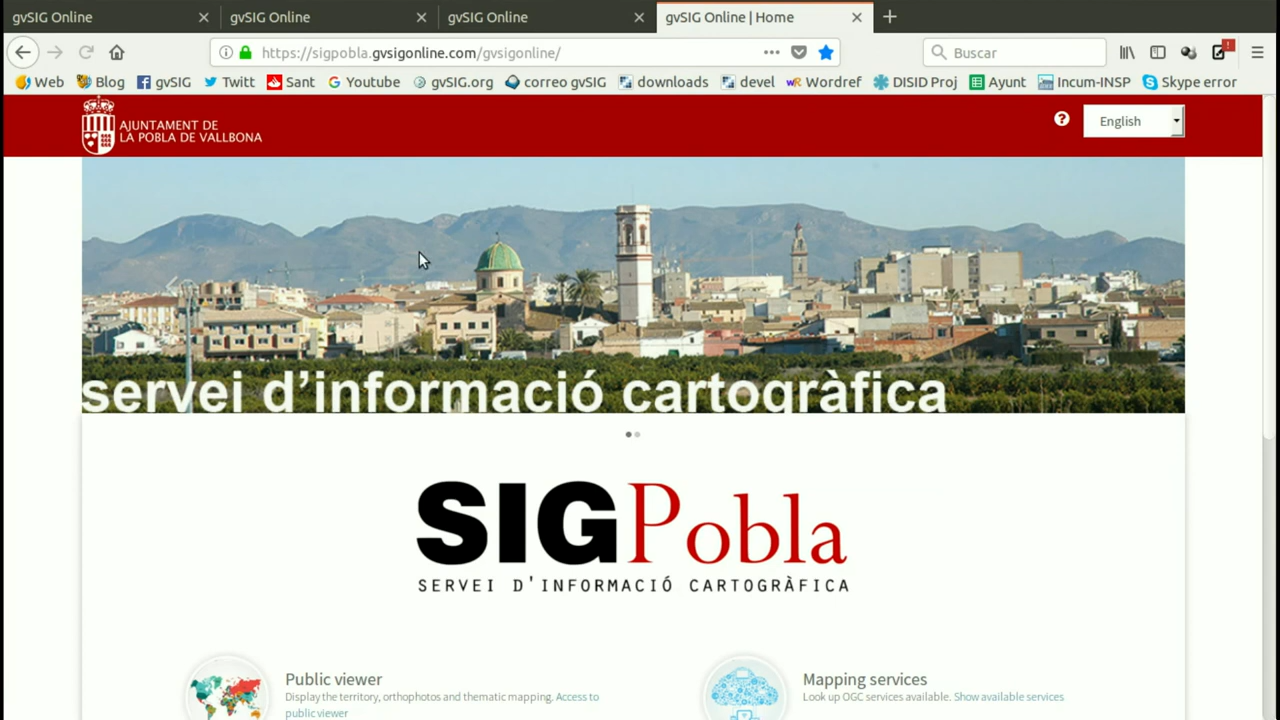 gvSIG Online
gvSIG Online
gvSIG Online
gvSIG Online | Home
https://sigpobla.gvsigonline.com/gvsigonline/
Buscar
Web
Blog
gvSIG
Twitt
Sant
Youtube
gvSIG.org
correo gvSIG
downloads
devel
Wordref
DISID Proj
Ayunt
Incum-INSP
Skype error
AJUNTAMENT DE
LA POBLA DE VALLBONA
English
servei d'informació cartogràfica
SIGPobla
SERVEI D'INFORMACIÓ CARTOGRÀFICA
Public viewer
Display the territory, orthophotos and thematic mapping. Access to
public viewer
Mapping services
Look up OGC services available. Show available services